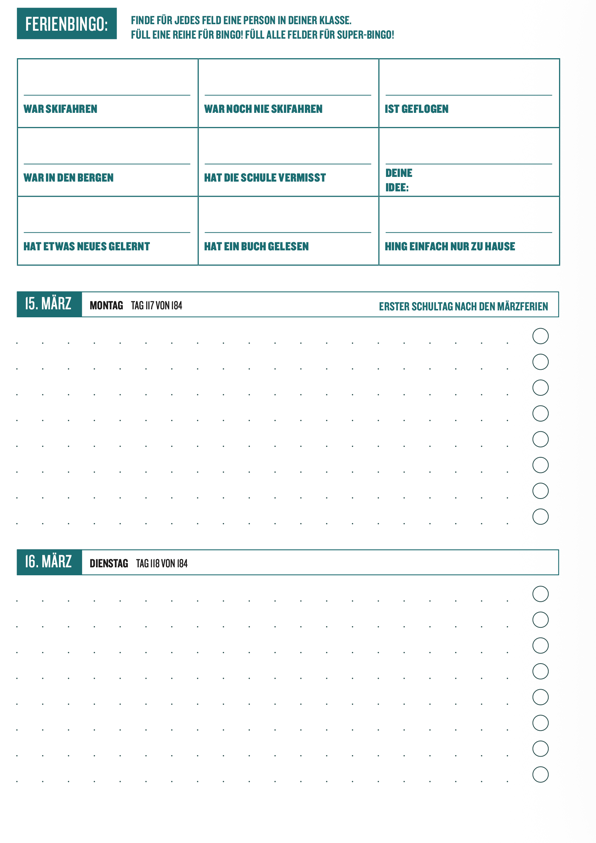 FERIENBINGO:
FINDE FÜR JEDES FELD EINE PERSON IN DEINER KLASSE.
FÜLL EINE REIHE FÜR BINGO! FÜLL ALLE FELDER FÜR SUPER-BINGO!
WAR SKIFAHREN
WAR NOCH NIE SKIFAHREN
IST GEFLOGEN
WAR IN DEN BERGEN
HAT DIE SCHULE VERMISST
DEINE
IDEE:
HAT ETWAS NEUES GELERNT
HAT EIN BUCH GELESEN
HING EINFACH NUR ZU HAUSE
15. MÄRZ MONTAG TAG 117 VON 184 ERSTER SCHULTAG NACH DEN MÄRZFERIEN
16. MÄRZ DIENSTAG TAG 118 VON 184